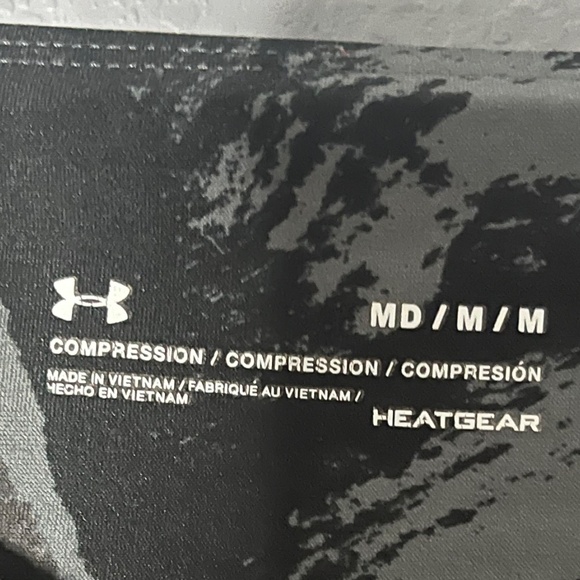 MD / M / M
COMPRESSION / COMPRESSION / COMPRESIÓN
MADE IN VIETNAM / FABRIQUÉ AU VIETNAM /
HECHO EN VIETNAM
HEATGEAR